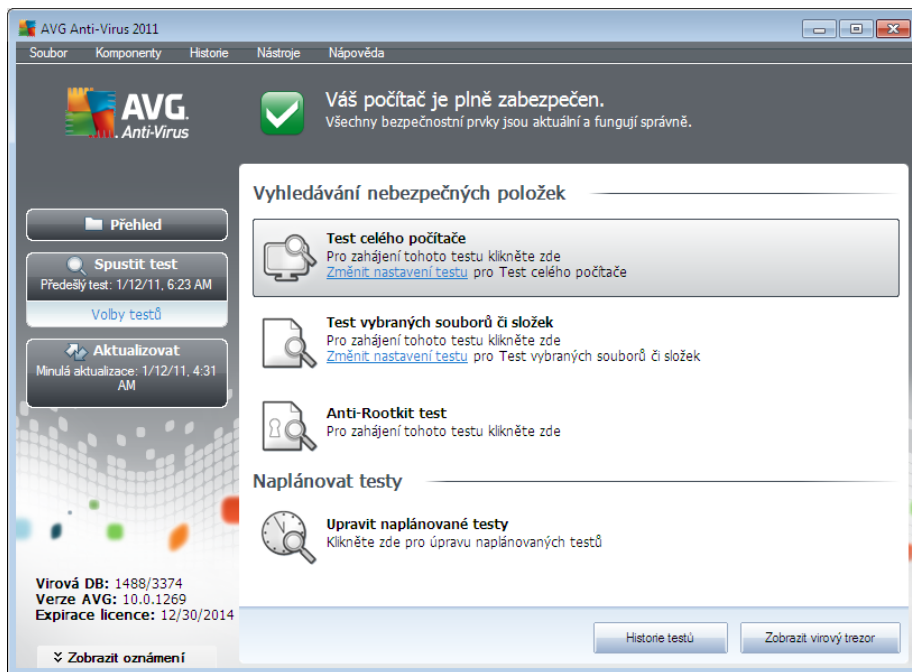 AVG Anti-Virus 2011
Soubor Komponenty Historie Nástroje Nápověda
AVG.
Anti-Virus
Váš počítač je plně zabezpečen.
Všechny bezpečnostní prvky jsou aktuální a fungují správně.
Přehled
Spustit test
Předešlý test: 1/12/11, 6:23 AM
Volby testů
Aktualizovat
Minulá aktualizace: 1/12/11, 4:31
AM
Virová DB: 1488/3374
Verze AVG: 10.0.1269
Expirace licence: 12/30/2014
Zobrazit oznámení
Vyhledávání nebezpečných položek
Test celého počítače
Pro zahájení tohoto testu klikněte zde
Změnit nastavení testu pro Test celého počítače
Test vybraných souborů či složek
Pro zahájení tohoto testu klikněte zde
Změnit nastavení testu pro Test vybraných souborů či složek
Anti-Rootkit test
Pro zahájení tohoto testu klikněte zde
Naplánovat testy
Upravit naplánované testy
Klikněte zde pro úpravu naplánovaných testů
Historie testů
Zobrazit virový trezor